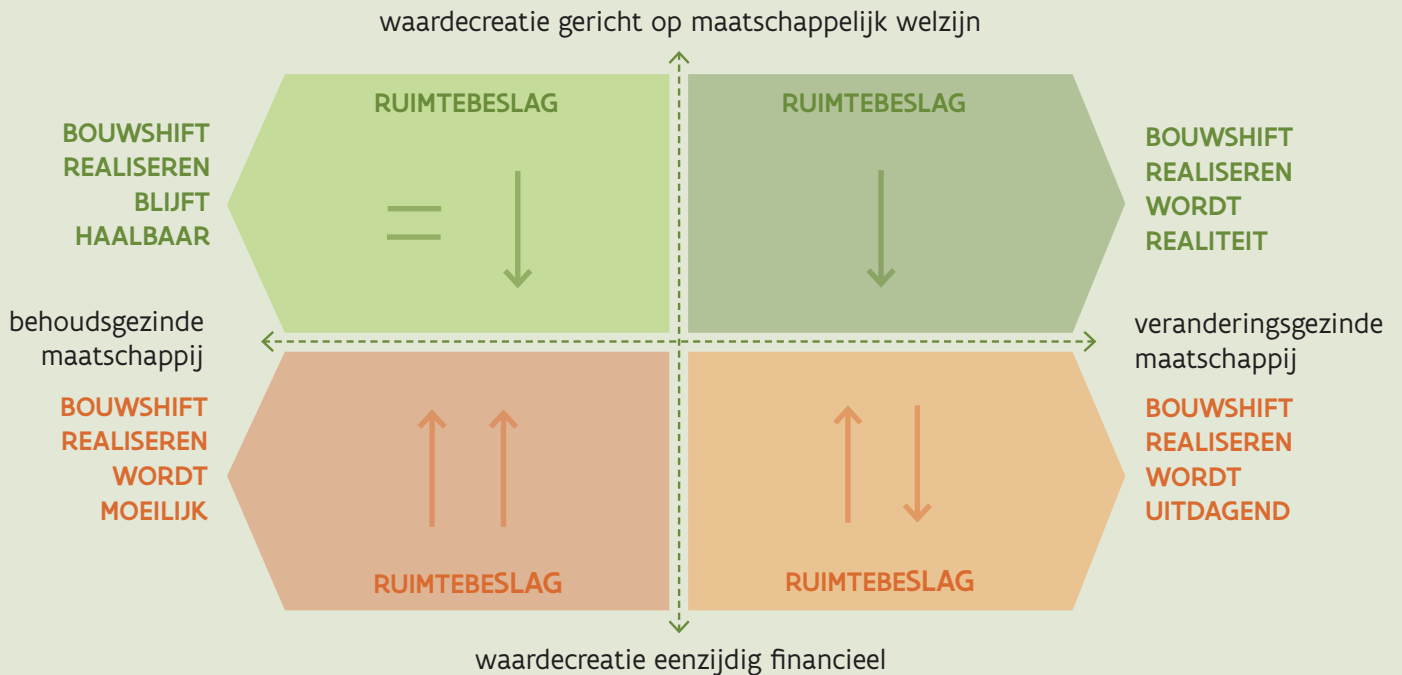 waardecreatie gericht op maatschappelijk welzijn
RUIMTEBESLAG
RUIMTEBESLAG
BOUWSHIFT
REALISEREN
BLIJFT
HAALBAAR
BOUWSHIFT
REALISEREN
WORDT
REALITEIT
behoudsgezinde
maatschappij
veranderingsgezinde
maatschappij
BOUWSHIFT
REALISEREN
WORDT
MOEILIJK
BOUWSHIFT
REALISEREN
WORDT
UITDAGEND
RUIMTEBESLAG
RUIMTEBESLAG
waardecreatie eenzijdig financieel